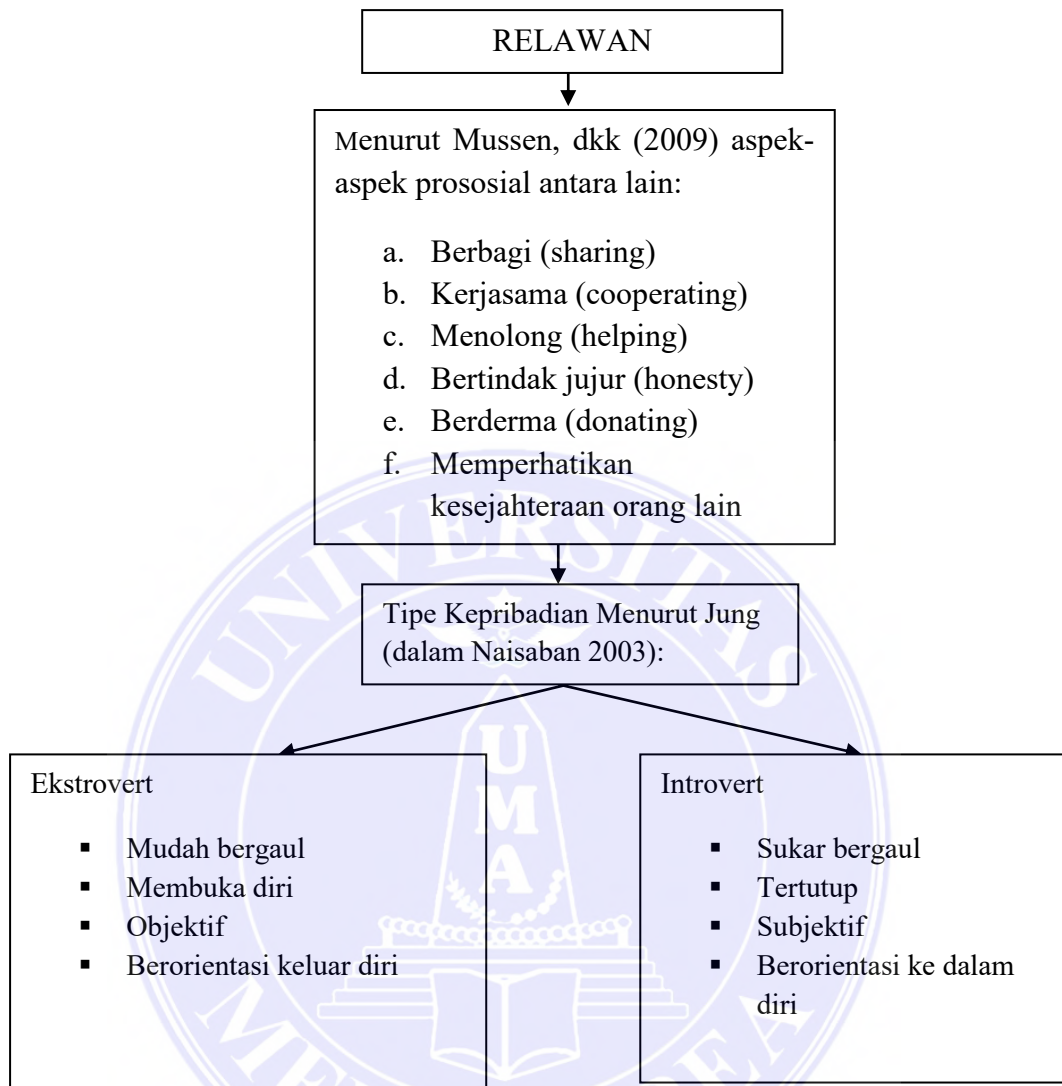 RELAWAN
Menurut Mussen, dkk (2009) aspek-
aspek prososial antara lain:
a. Berbagi (sharing)
b. Kerjasama (cooperating)
c. Menolong (helping)
d. Bertindak jujur (honesty)
e. Berderma (donating)
f. Memperhatikan
kesejahteraan orang lain
Tipe Kepribadian Menurut Jung
(dalam Naisaban 2003):
Ekstrovert
▪ Mudah bergaul
▪ Membuka diri
▪ Objektif
▪ Berorientasi keluar diri
Introvert
▪ Sukar bergaul
▪ Tertutup
▪ Subjektif
▪ Berorientasi ke dalam
diri
UNIVERSITAS
UMA